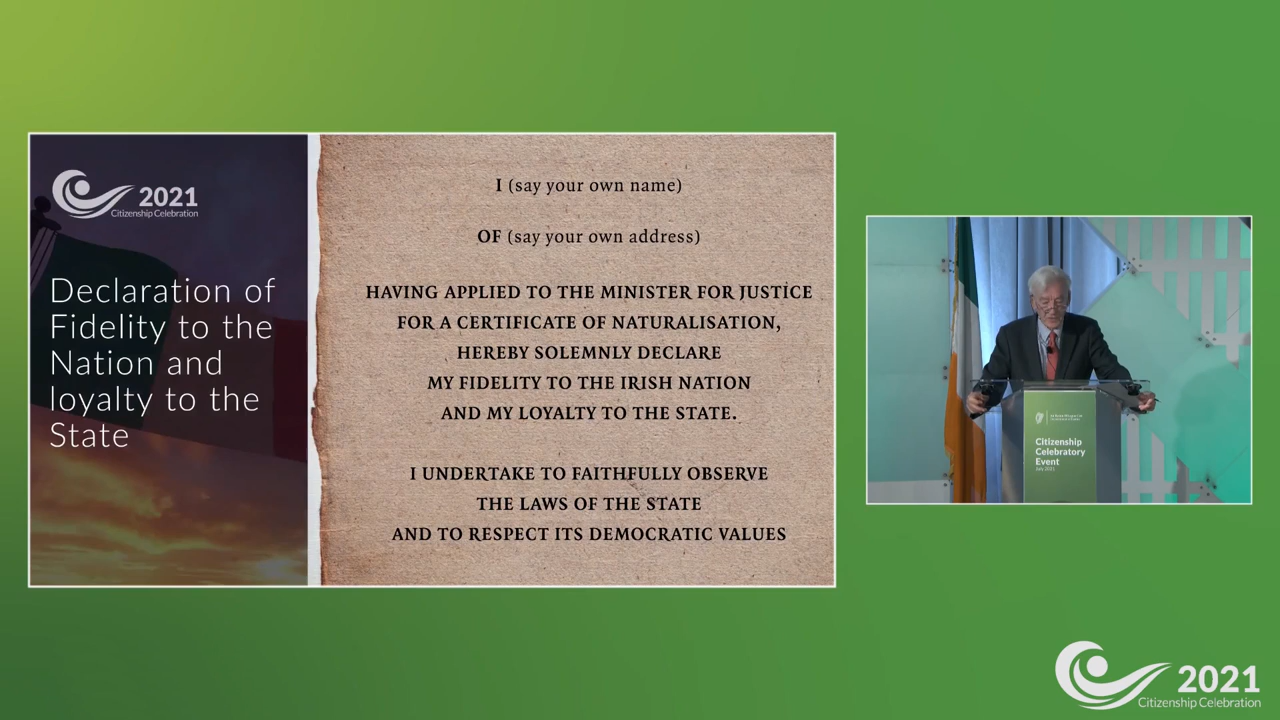 2021
Citizenship Celebration
Declaration of
Fidelity to the
Nation and
loyalty to the
State
I (say your own name)
OF (say your own address)
HAVING APPLIED TO THE MINISTER FOR JUSTICE
FOR A CERTIFICATE OF NATURALISATION,
HEREBY SOLEMNLY DECLARE
MY FIDELITY TO THE IRISH NATION
AND MY LOYALTY TO THE STATE.
I UNDERTAKE TO FAITHFULLY OBSERVE
THE LAWS OF THE STATE
AND TO RESPECT ITS DEMOCRATIC VALUES
Citizenship
Celebratory
Event
July 2021
2021
Citizenship Celebration